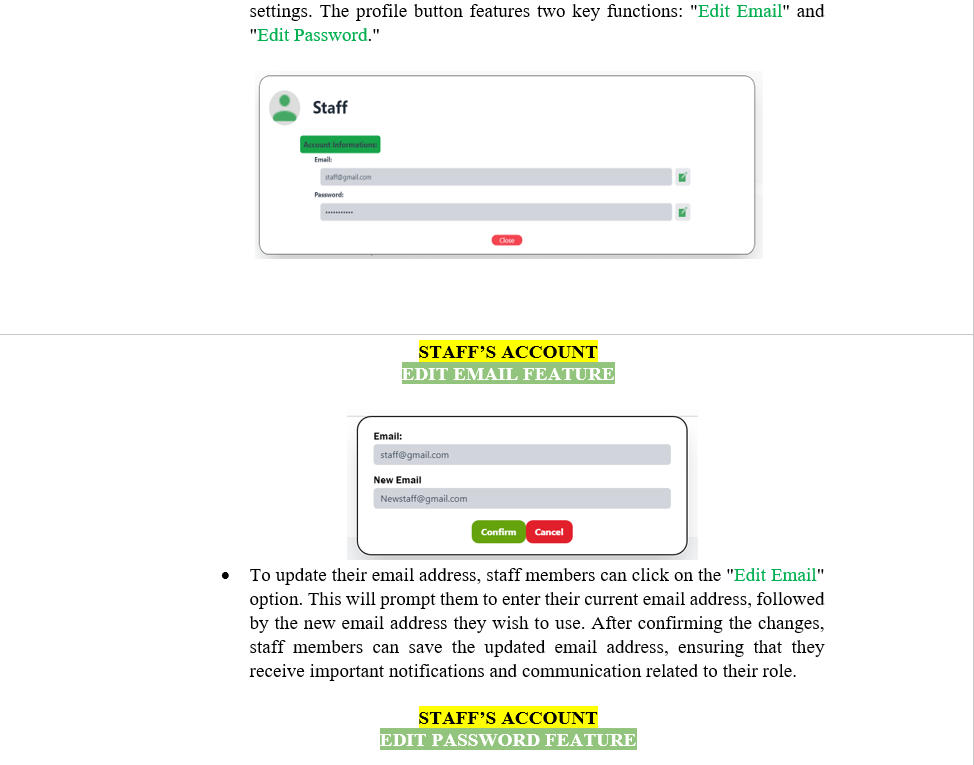 settings. The profile button features two key functions: "Edit Email" and
"Edit Password."
Staff
Account Informations:
Email:
staff@gmail.com
Password:
•••••••••••
Close
STAFF’S ACCOUNT
EDIT EMAIL FEATURE
Email:
staff@gmail.com
New Email
Newstaff@gmail.com
Confirm Cancel
• To update their email address, staff members can click on the "Edit Email"
option. This will prompt them to enter their current email address, followed
by the new email address they wish to use. After confirming the changes,
staff members can save the updated email address, ensuring that they
receive important notifications and communication related to their role.
STAFF’S ACCOUNT
EDIT PASSWORD FEATURE